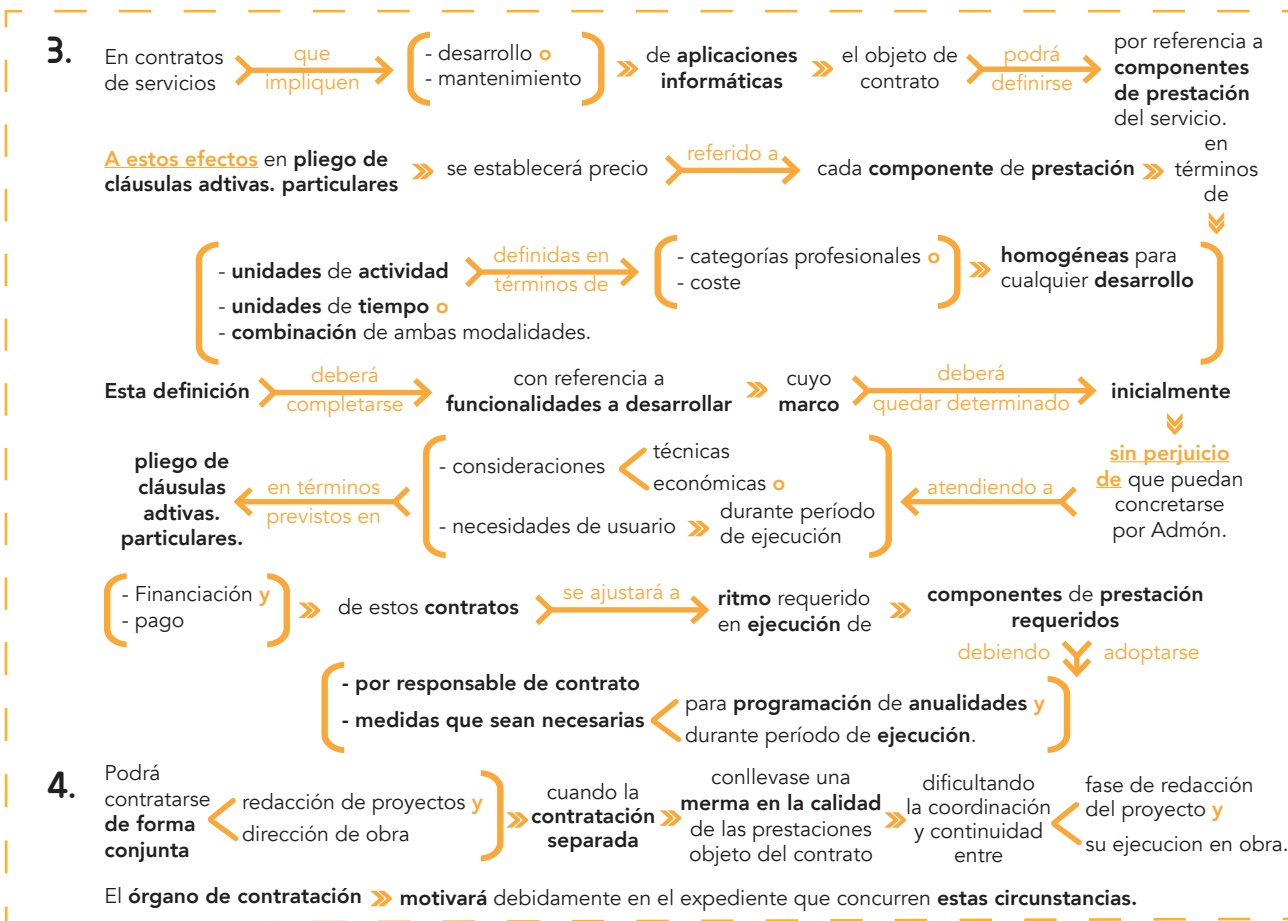 3.
En contratos
de servicios
que
impliquen
- desarrollo o
- mantenimiento
de aplicaciones
informáticas
el objeto de
contrato
podrá
definirse
por referencia a
componentes
de prestación
del servicio.
A estos efectos en pliego de
cláusulas adtivas. particulares
se establecerá precio
referido a
cada componente de prestación
en
términos
de
- unidades de actividad
definidas en
términos de
- categorías profesionales o
- coste
homogéneas para
cualquier desarrollo
- unidades de tiempo o
- combinación de ambas modalidades.
Esta definición
deberá
completarse
con referencia a
funcionalidades a desarrollar
cuyo
marco
deberá
quedar determinado
inicialmente
sin perjuicio
de que puedan
concretarse
por Admón.
atendiendo a
- consideraciones
técnicas
económicas o
- necesidades de usuario
durante período
de ejecución
en términos
previstos en
pliego de
cláusulas
adtivas.
particulares.
- Financiación y
- pago
de estos contratos
se ajustará a
ritmo requerido
en ejecución de
componentes de prestación
requeridos
debiendo adoptarse
- por responsable de contrato
- medidas que sean necesarias
para programación de anualidades y
durante período de ejecución.
4.
Podrá
contratarse
de forma
conjunta
redacción de proyectos y
dirección de obra
cuando la
contratación
separada
conllevase una
merma en la calidad
de las prestaciones
objeto del contrato
dificultando
la coordinación
y continuidad
entre
fase de redacción
del proyecto y
su ejecucion en obra.
El órgano de contratación motivará debidamente en el expediente que concurren estas circunstancias.